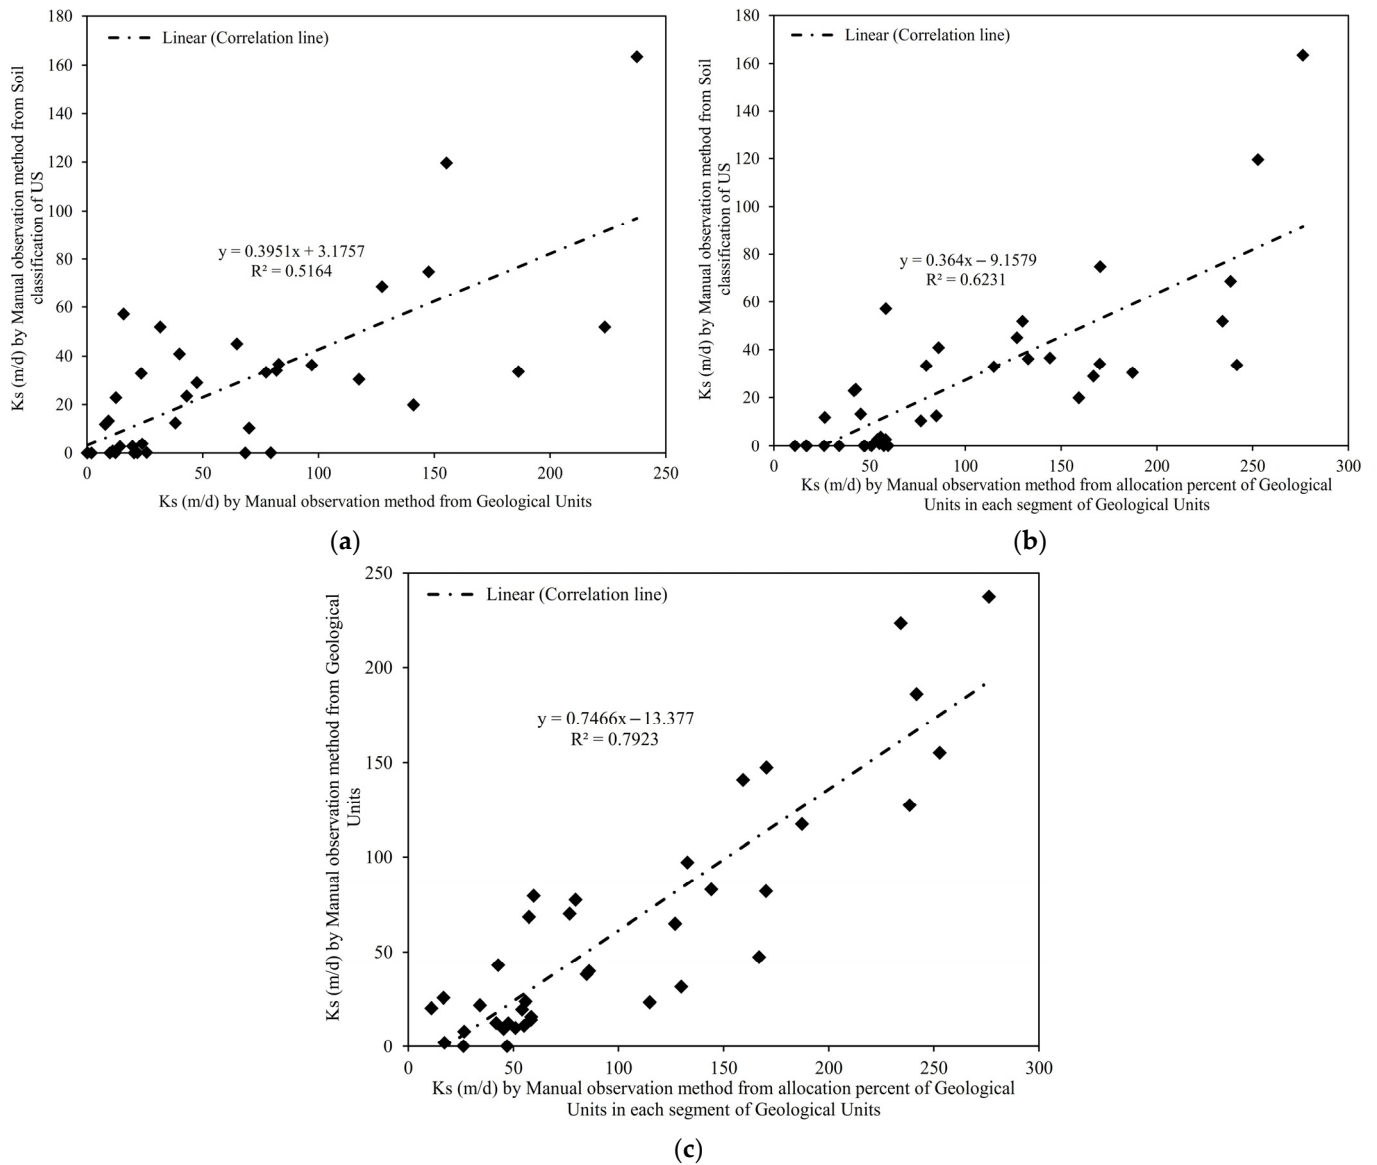 180
160
140
120
100
80
60
40
20
0
Ks (m/d) by Manual observation method from Soil
classification of US
Linear (Correlation line)
y = 0.3951x + 3.1757
R² = 0.5164
0 50 100 150 200 250
Ks (m/d) by Manual observation method from Geological Units
(a)
180
160
140
120
100
80
60
40
20
0
Ks (m/d) by Manual observation method from Soil
classification of US
Linear (Correlation line)
y = 0.364x − 9.1579
R² = 0.6231
0 50 100 150 200 250 300
Ks (m/d) by Manual observation method from allocation percent of Geological
Units in each segment of Geological Units
(b)
250
200
150
100
50
0
Ks (m/d) by Manual observation method from Geological
Units
Linear (Correlation line)
y = 0.7466x − 13.377
R² = 0.7923
0 50 100 150 200 250 300
Ks (m/d) by Manual observation method from allocation percent of Geological
Units in each segment of Geological Units
(c)